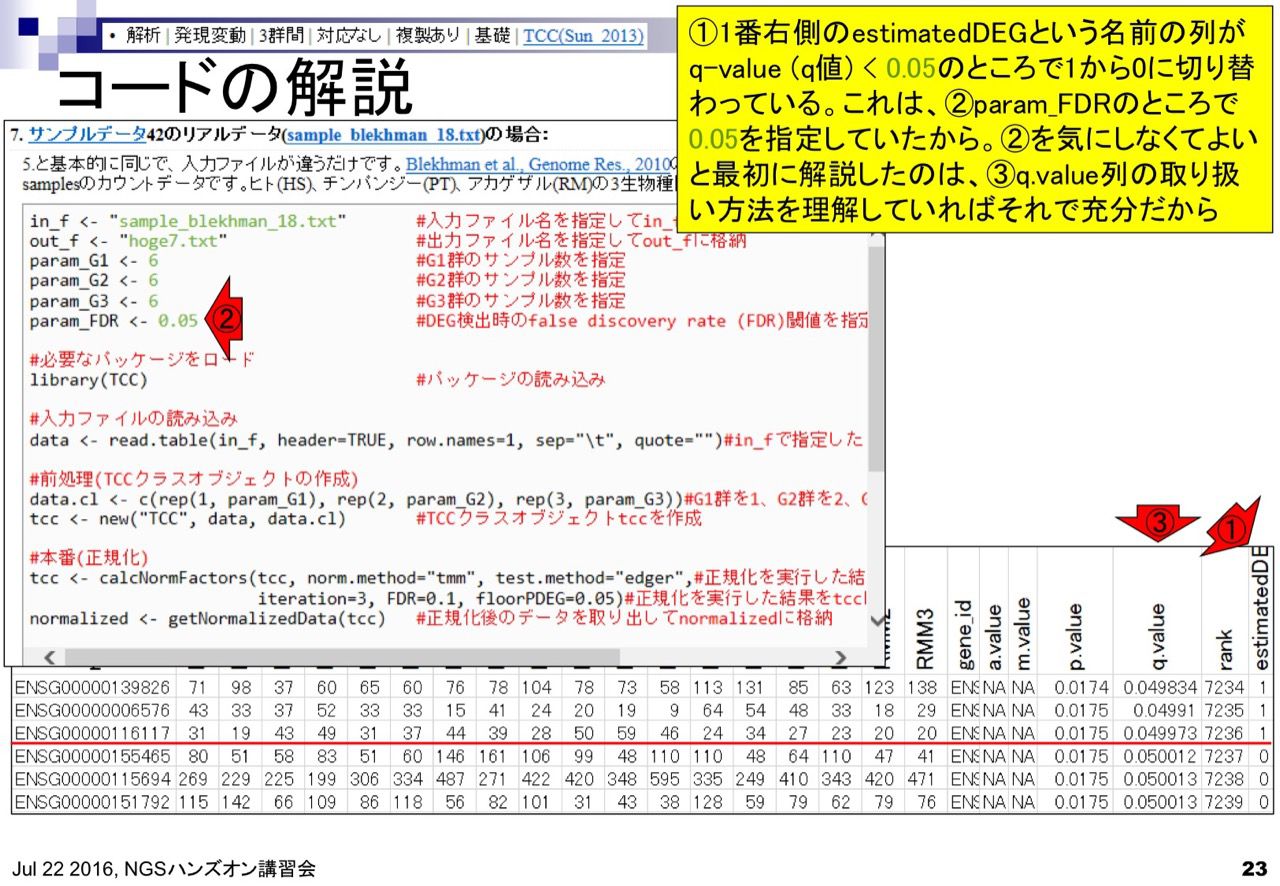 • 解析 | 発現変動 | 3群間 | 対応なし | 複製あり | 基礎 | TCC(Sun_2013)
コードの解説
①1番右側のestimatedDEGという名前の列が
q-value (q値) < 0.05のところで1から0に切り替
わっている。これは、②param_FDRのところで
0.05を指定していたから。②を気にしなくてよい
と最初に解説したのは、③q.value列の取り扱
い方法を理解していればそれで充分だから
7. サンプルデータ42のリアルデータ(sample_blekhman_18.txt)の場合:
5.と基本的に同じで、入力ファイルが違うだけです。Blekhman et al., Genome Res., 2010の
samplesのカウントデータです。ヒト(HS)、チンパンジー(PT)、アカゲザル(RM)の3生物種
in_f <- "sample_blekhman_18.txt" #入力ファイル名を指定してin_f
out_f <- "hoge7.txt" #出力ファイル名を指定してout_fに格納
param_G1 <- 6 #G1群のサンプル数を指定
param_G2 <- 6 #G2群のサンプル数を指定
param_G3 <- 6 #G3群のサンプル数を指定
param_FDR <- 0.05 #DEG検出時のfalse discovery rate (FDR)閾値を指定
②
#必要なパッケージをロード
library(TCC) #パッケージの読み込み
#入力ファイルの読み込み
data <- read.table(in_f, header=TRUE, row.names=1, sep="\t", quote="")#in_fで指定した
#前処理(TCCクラスオブジェクトの作成)
data.cl <- c(rep(1, param_G1), rep(2, param_G2), rep(3, param_G3))#G1群を1、G2群を2、
tcc <- new("TCC", data, data.cl) #TCCクラスオブジェクトtccを作成
#本番(正規化)
tcc <- calcNormFactors(tcc, norm.method="tmm", test.method="edger",#正規化を実行した結
iteration=3, FDR=0.1, floorPDEG=0.05)#正規化を実行した結果をtcc
normalized <- getNormalizedData(tcc) #正規化後のデータを取り出してnormalizedに格納
③ ①
RMM3 gene_id a.value m.value p.value q.value rank estimatedDE
ENSG00000139826 71 98 37 60 65 60 76 78 104 78 73 58 113 131 85 63 123 138 ENS NA NA 0.0174 0.049834 7234 1
ENSG00000006576 43 33 37 52 33 33 15 41 24 20 19 9 64 54 48 33 18 29 ENS NA NA 0.0175 0.04991 7235 1
ENSG00000116117 31 19 43 49 31 37 44 39 28 50 59 46 24 34 27 23 20 20 ENS NA NA 0.0175 0.049973 7236 1
ENSG00000155465 80 51 58 83 51 60 146 161 106 99 48 110 110 48 64 110 47 41 ENS NA NA 0.0175 0.050012 7237 0
ENSG00000115694 269 229 225 199 306 334 487 271 422 420 348 595 335 249 410 343 420 471 ENS NA NA 0.0175 0.050013 7238 0
ENSG00000151792 115 142 66 109 86 118 56 82 101 31 43 38 128 59 79 62 79 76 ENS NA NA 0.0175 0.050013 7239 0
Jul 22 2016, NGSハンズオン講習会
23